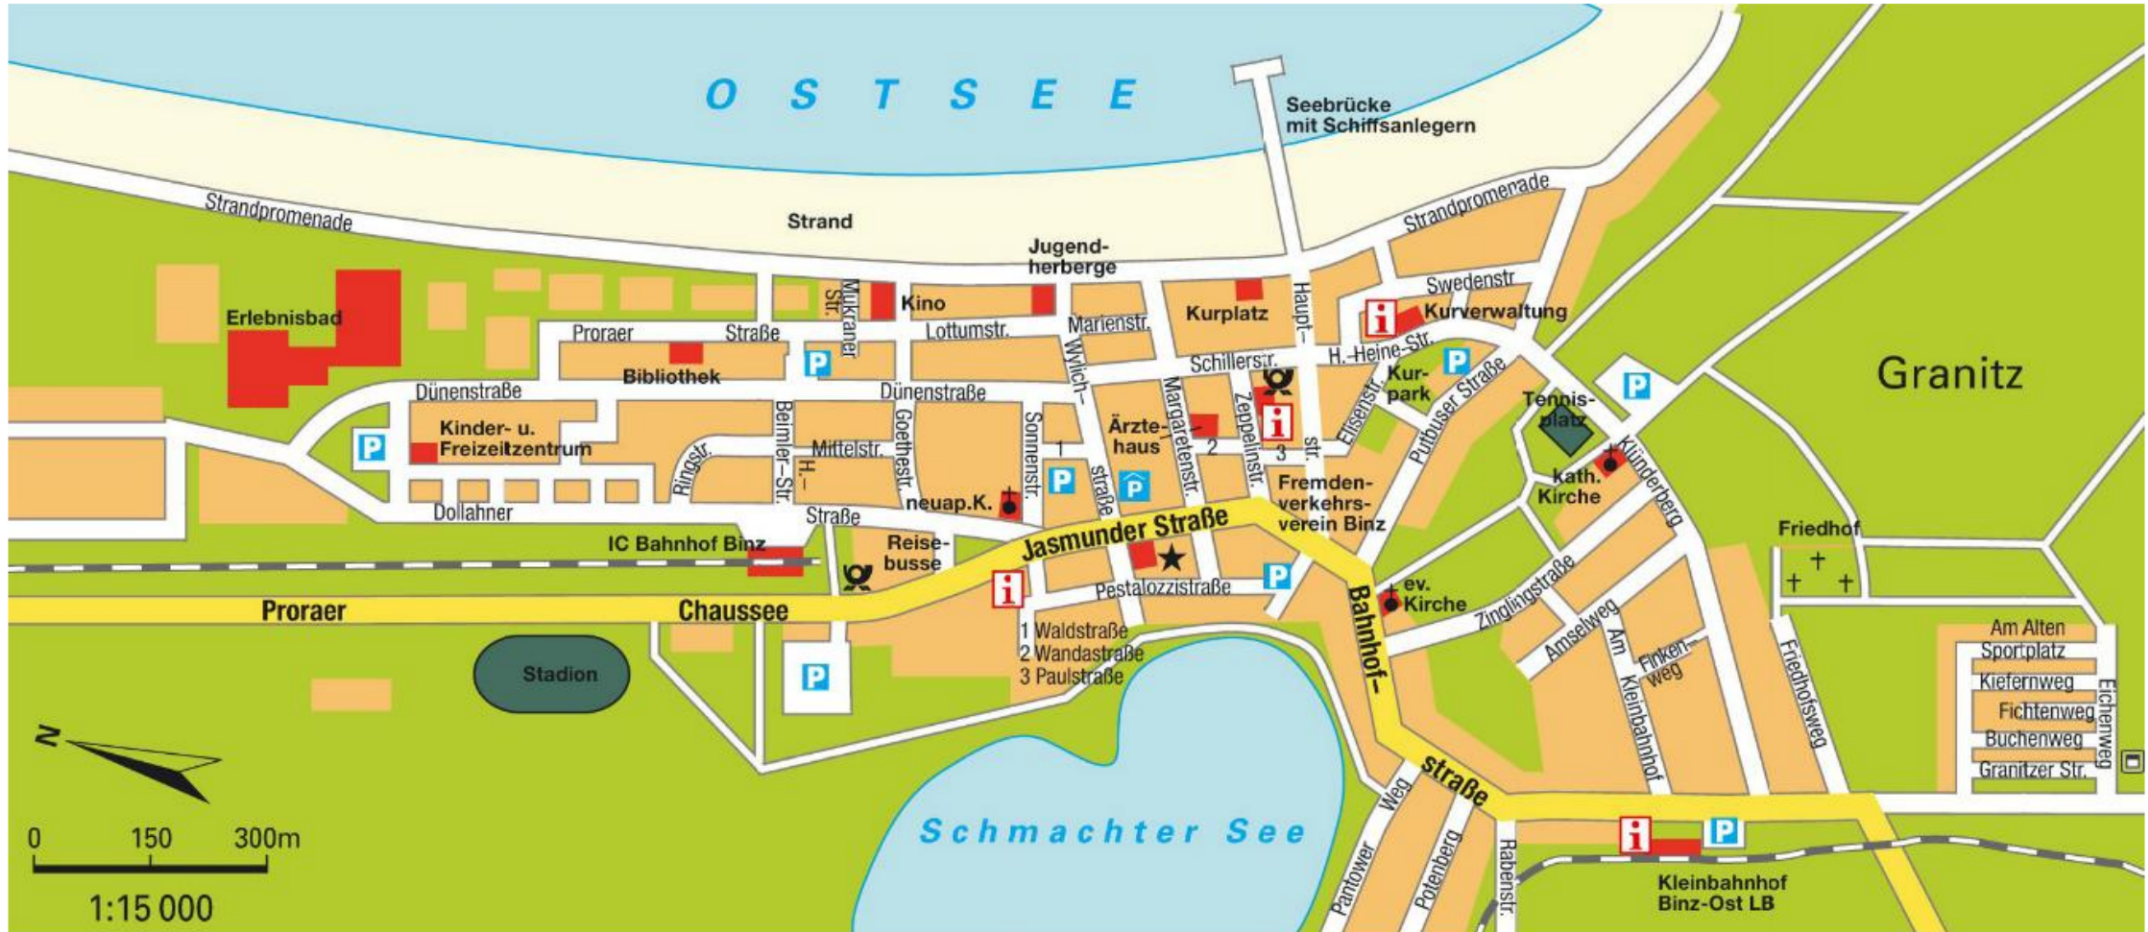 OSTSEE
Seebrücke
mit Schiffsanlegern
Strandpromenade
Strandpromenade
Strand
Jugend-
herberge
Swedenstr
Erlebnisbad
Mukraner
Str.
Kino
Kurplatz
Haupt-
i
Kurverwaltung
Proraer Straße
Lottumstr.
Marienstr.
Schillerstr.
H.-Heine-Str.
P
P
Granitz
Bibliothek
Wylich-
Kur-
park
P
Dünenstraße
Dünenstraße
Putbuser Straße
Tennis-
platz
Kinder- u.
Freizeitzentrum
P
Beimler-Str.
H.-
Goethestr.
Sonnenstr.
Margaretenstr.
Zeppelinstr.
i
Elisenstr.
Ärzte-
haus
Ringstr.
Mittelstr.
1
2
3
str.
Klünderberg
kath.
Kirche
P
P
straße
neuap.K.
Fremden-
verkehrs-
verein Binz
Dollahner
Straße
Jasmunder Straße
Friedhof
IC Bahnhof Binz
Reise-
busse
i
Pestalozzistraße
P
ev.
Kirche
Zinglingstraße
Proraer Chaussee
Bahnhof-
straße
1 Waldstraße
2 Wandastraße
3 Paulstraße
Amselweg
Am Kleinbahnhof
Finken-
weg
Friedhofsweg
Am Alten
Sportplatz
Kiefernweg
Fichtenweg
Buchenweg
Granitzer Str.
Eichenweg
Stadion
P
N
Schmachter See
Pantower Weg
Potenberg
Rabenstr.
i
P
Kleinbahnhof
Binz-Ost LB
0 150 300m
1:15 000